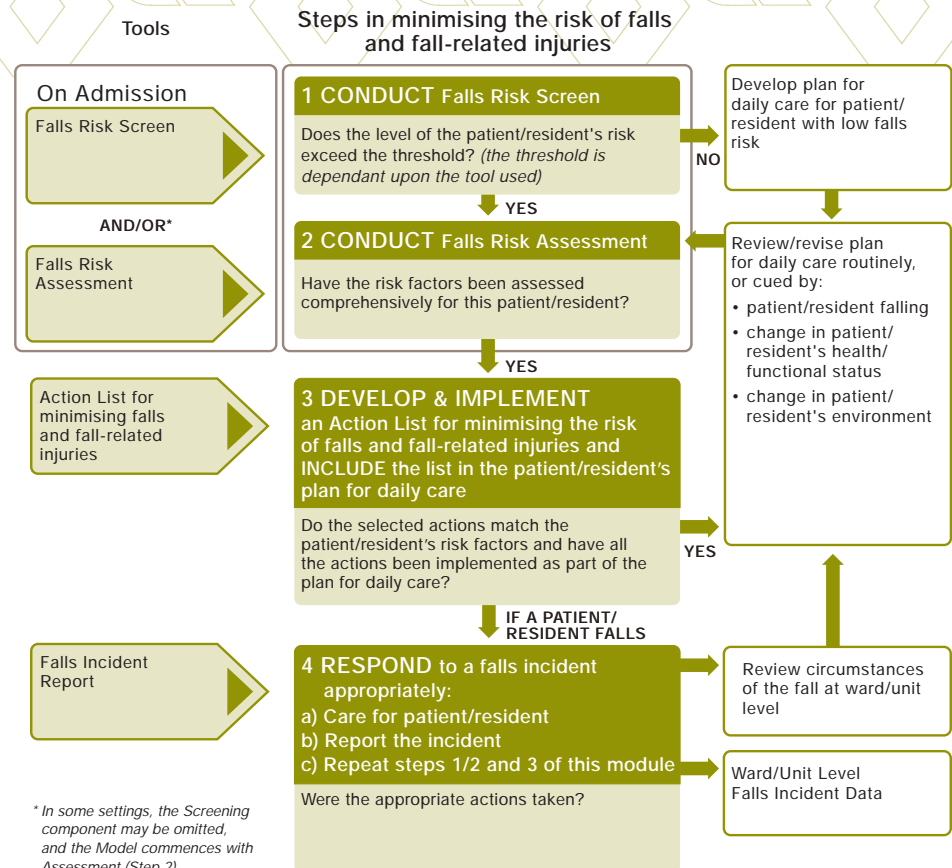 Tools
Steps in minimising the risk of falls
and fall-related injuries
On Admission
Falls Risk Screen
AND/OR*
Falls Risk
Assessment
1 CONDUCT Falls Risk Screen
Does the level of the patient/resident's risk
exceed the threshold? (the threshold is
dependant upon the tool used)
NO
Develop plan for
daily care for patient/
resident with low falls
risk
YES
2 CONDUCT Falls Risk Assessment
Have the risk factors been assessed
comprehensively for this patient/resident?
Review/revise plan
for daily care routinely,
or cued by:
• patient/resident falling
• change in patient/
resident's health/
functional status
• change in patient/
resident's environment
YES
Action List for
minimising falls
and fall-related
injuries
3 DEVELOP & IMPLEMENT
an Action List for minimising the risk
of falls and fall-related injuries and
INCLUDE the list in the patient/resident's
plan for daily care
Do the selected actions match the
patient/resident's risk factors and have all
the actions been implemented as part of the
plan for daily care?
YES
IF A PATIENT/
RESIDENT FALLS
Falls Incident
Report
4 RESPOND to a falls incident
appropriately:
a) Care for patient/resident
b) Report the incident
c) Repeat steps 1/2 and 3 of this module
Were the appropriate actions taken?
Review circumstances
of the fall at ward/unit
level
Ward/Unit Level
Falls Incident Data
* In some settings, the Screening
component may be omitted,
and the Model commences with
Assessment (Step 2)